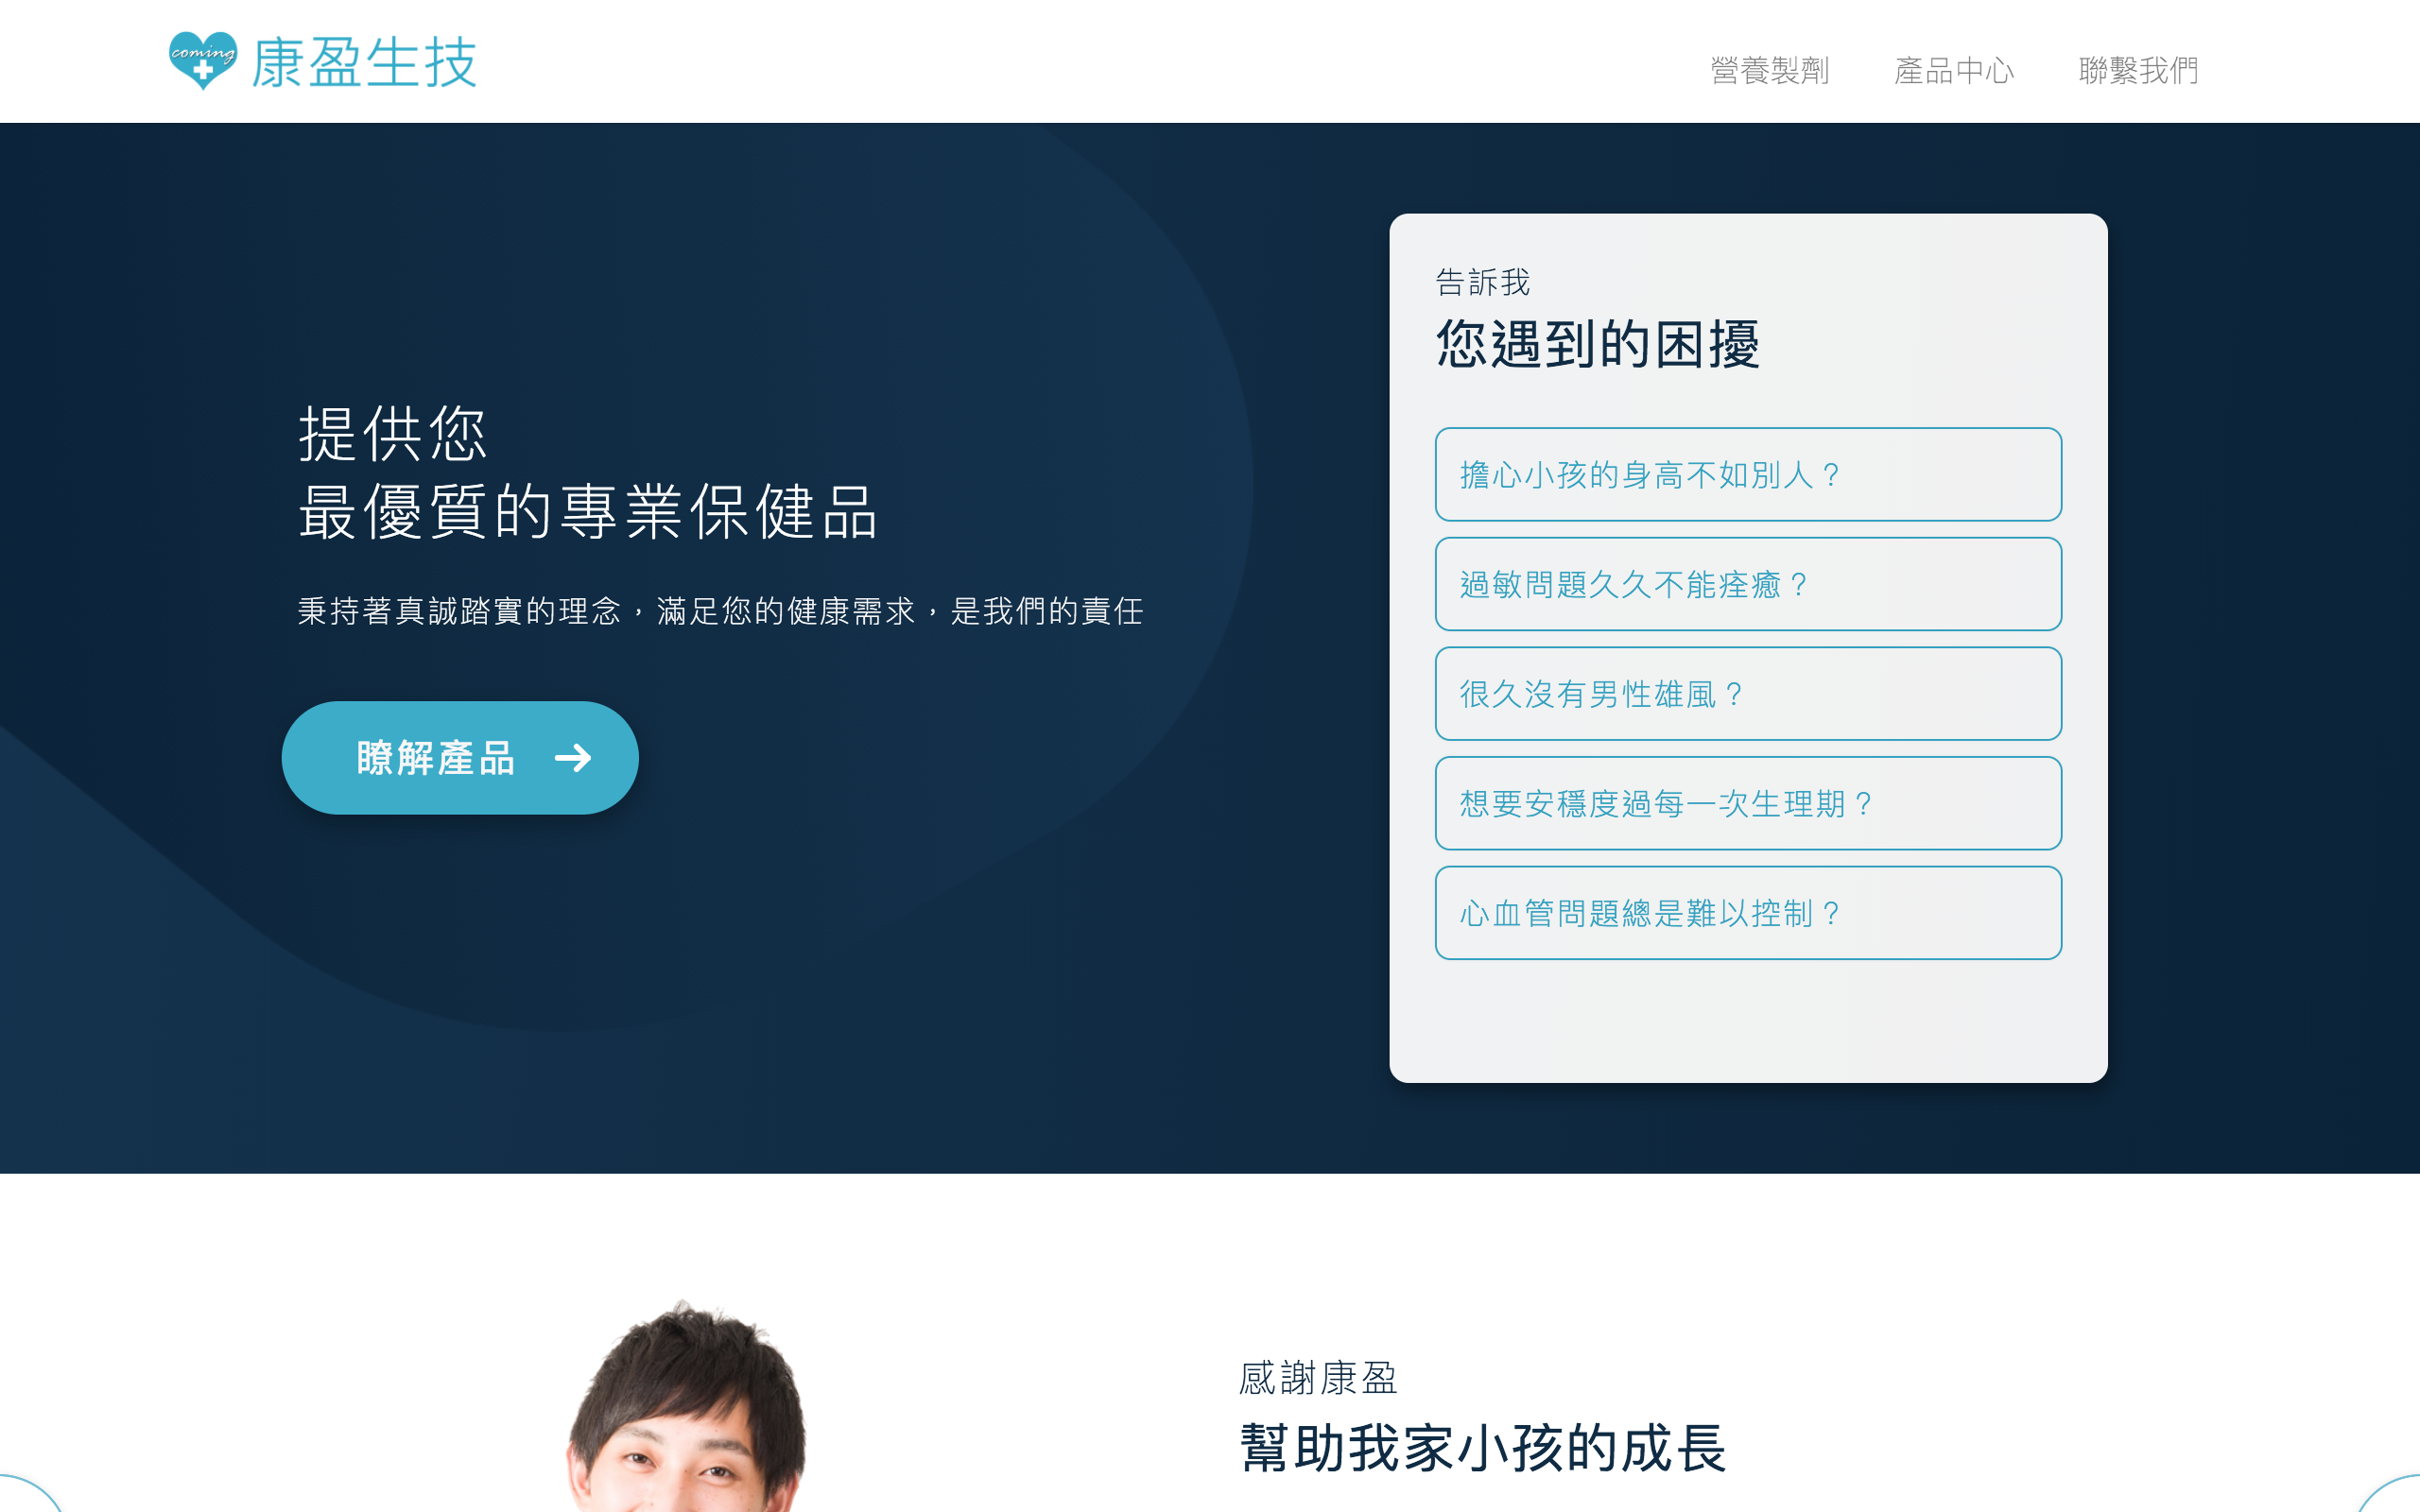 coming
康盈生技
營養製劑
產品中心
聯繫我們
提供您
最優質的專業保健品
秉持著真誠踏實的理念，滿足您的健康需求，是我們的責任
瞭解產品
告訴我
您遇到的困擾
擔心小孩的身高不如別人？
過敏問題久久不能痊癒？
很久沒有男性雄風？
想要安穩度過每一次生理期？
心血管問題總是難以控制？
感謝康盈
幫助我家小孩的成長